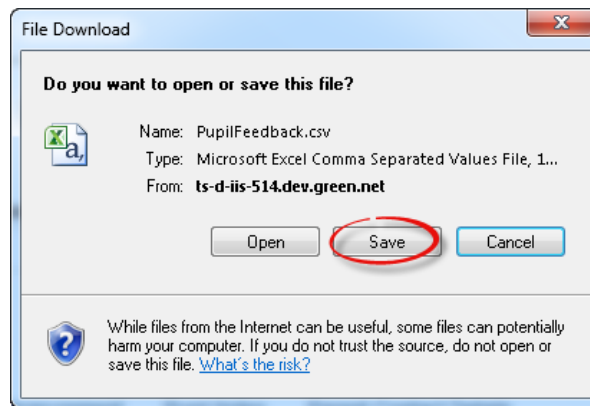 File Download
Do you want to open or save this file?
Name: PupilFeedback.csv
Type: Microsoft Excel Comma Separated Values File, 1...
From: ts-d-iis-514.dev.green.net
Open Save Cancel
While files from the Internet can be useful, some files can potentially
harm your computer. If you do not trust the source, do not open or
save this file. What's the risk?